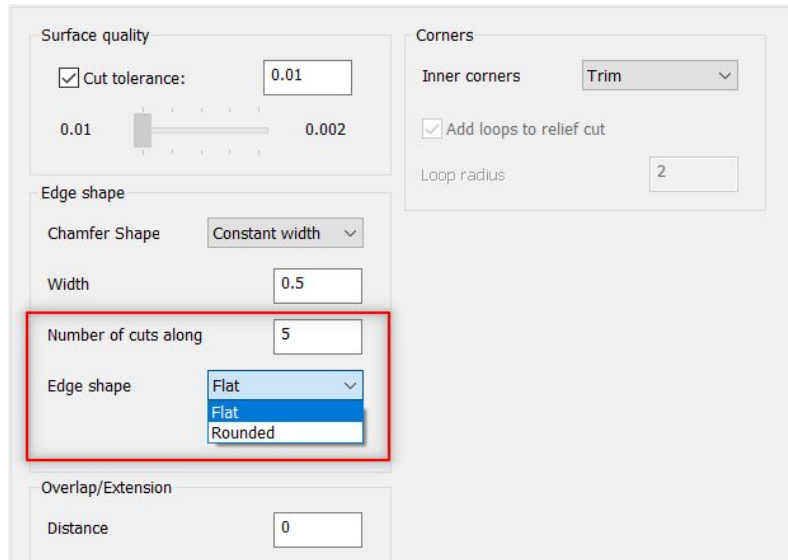 Surface quality
Cut tolerance: 0.01
0.01 0.002
Edge shape
Chamfer Shape Constant width
Width 0.5
Number of cuts along 5
Edge shape Flat
Flat
Rounded
Overlap/Extension
Distance 0
Corners
Inner corners Trim
Add loops to relief cut
Loop radius 2